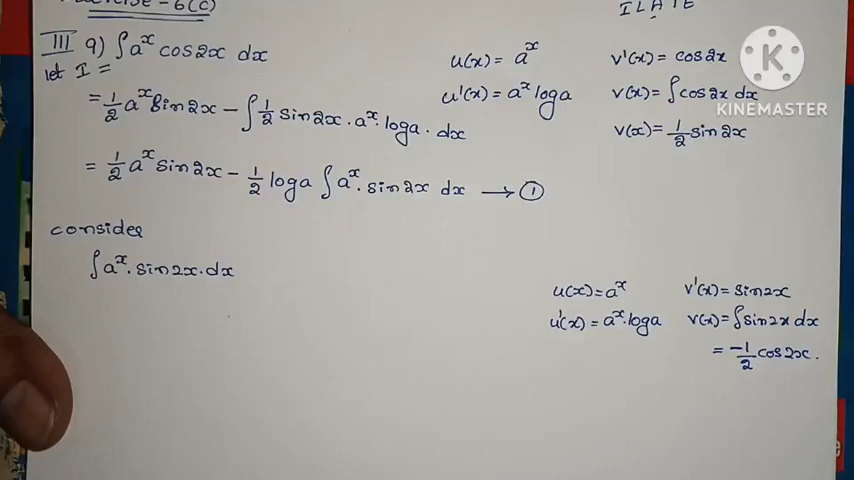 Exercise-6(c)
ILATE
III 9) ∫a^x cos2x dx
u(x) = a^x
v'(x) = cos2x
let I =
= 1/2 a^x sin2x - ∫1/2 sin2x. a^x. loga. dx
u'(x) = a^x loga
v(x) = ∫cos2x dx
v(x) = 1/2 sin2x
= 1/2 a^x sin2x - 1/2 loga ∫a^x. sin2x dx → ①
consider
∫a^x. sin2x. dx
u(x) = a^x
v'(x) = sin2x
u'(x) = a^x. loga
v(x) = ∫sin2x dx
= -1/2 cos2x.
KINEMASTER